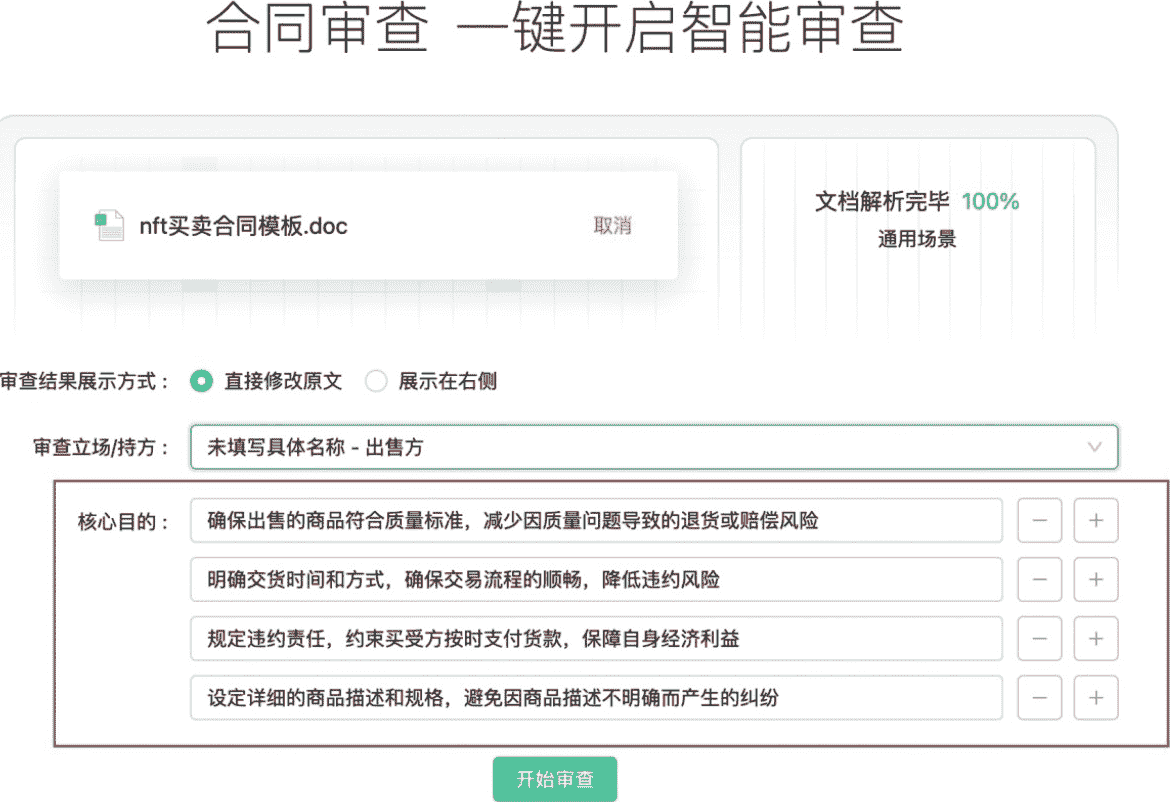 合同审查 一键开启智能审查
nft买卖合同模板.doc 取消
文档解析完毕 100%
通用场景
审查结果展示方式： 直接修改原文 展示在右侧
审查立场/持方： 未填写具体名称 - 出售方
核心目的： 确保出售的商品符合质量标准，减少因质量问题导致的退货或赔偿风险
明确交货时间和方式，确保交易流程的顺畅，降低违约风险
规定违约责任，约束买受方按时支付货款，保障自身经济利益
设定详细的商品描述和规格，避免因商品描述不明确而产生的纠纷
开始审查